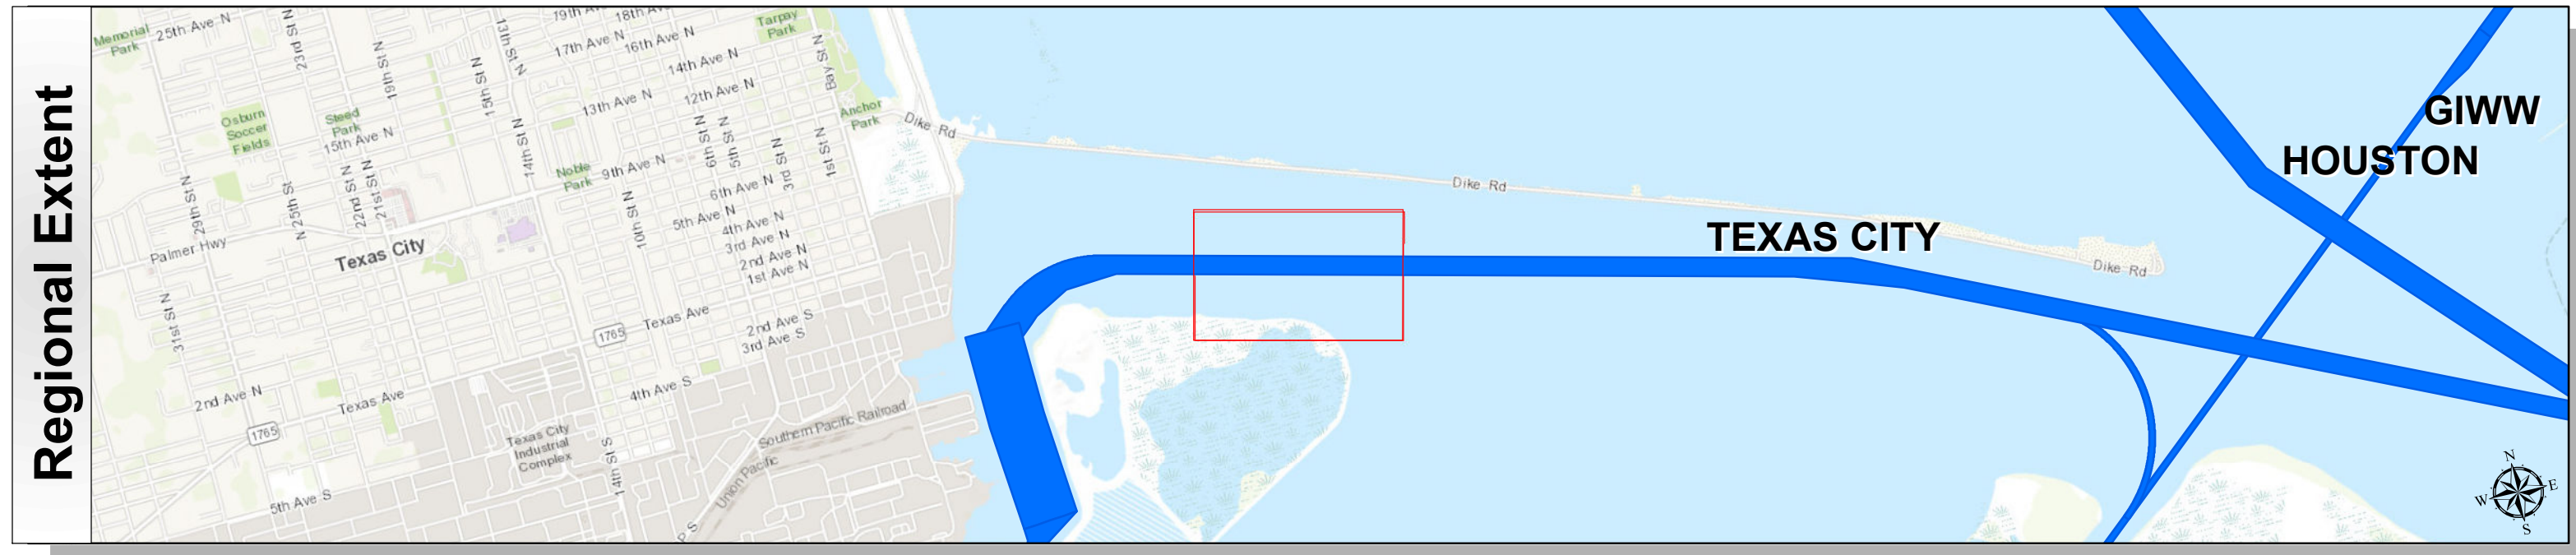 Regional Extent
Memorial
Park
25th Ave N
23rd St N
19th St N
15th St N
13th St N
19th Av
18th Ave N
17th Ave N
16th Ave N
Tarpay
Park
14th Ave N
Bay St N
13th Ave N
12th Ave N
Anchor
Park
Dike Rd
Osburn
Soccer
Fields
Steed
Park
15th Ave N
14th St N
6th St N
5th St N
3rd St N
1st St N
Noble
Park
9th Ave N
29th St N
N 25th St
22nd St N
21st St N
10th St N
6th Ave N
5th Ave N
4th Ave N
3rd Ave N
2nd Ave N
1st Ave N
Palmer Hwy
Texas City
31st St N
1765
Texas Ave
2nd Ave S
3rd Ave S
2nd Ave N
Texas Ave
4th Ave S
1765
Texas City
Industrial
Complex
14th St S
Southern Pacific Railroad
Union Pacific
P S
5th Ave S
Dike Rd
TEXAS CITY
Dike Rd
GIWW
HOUSTON
N
W
E
S